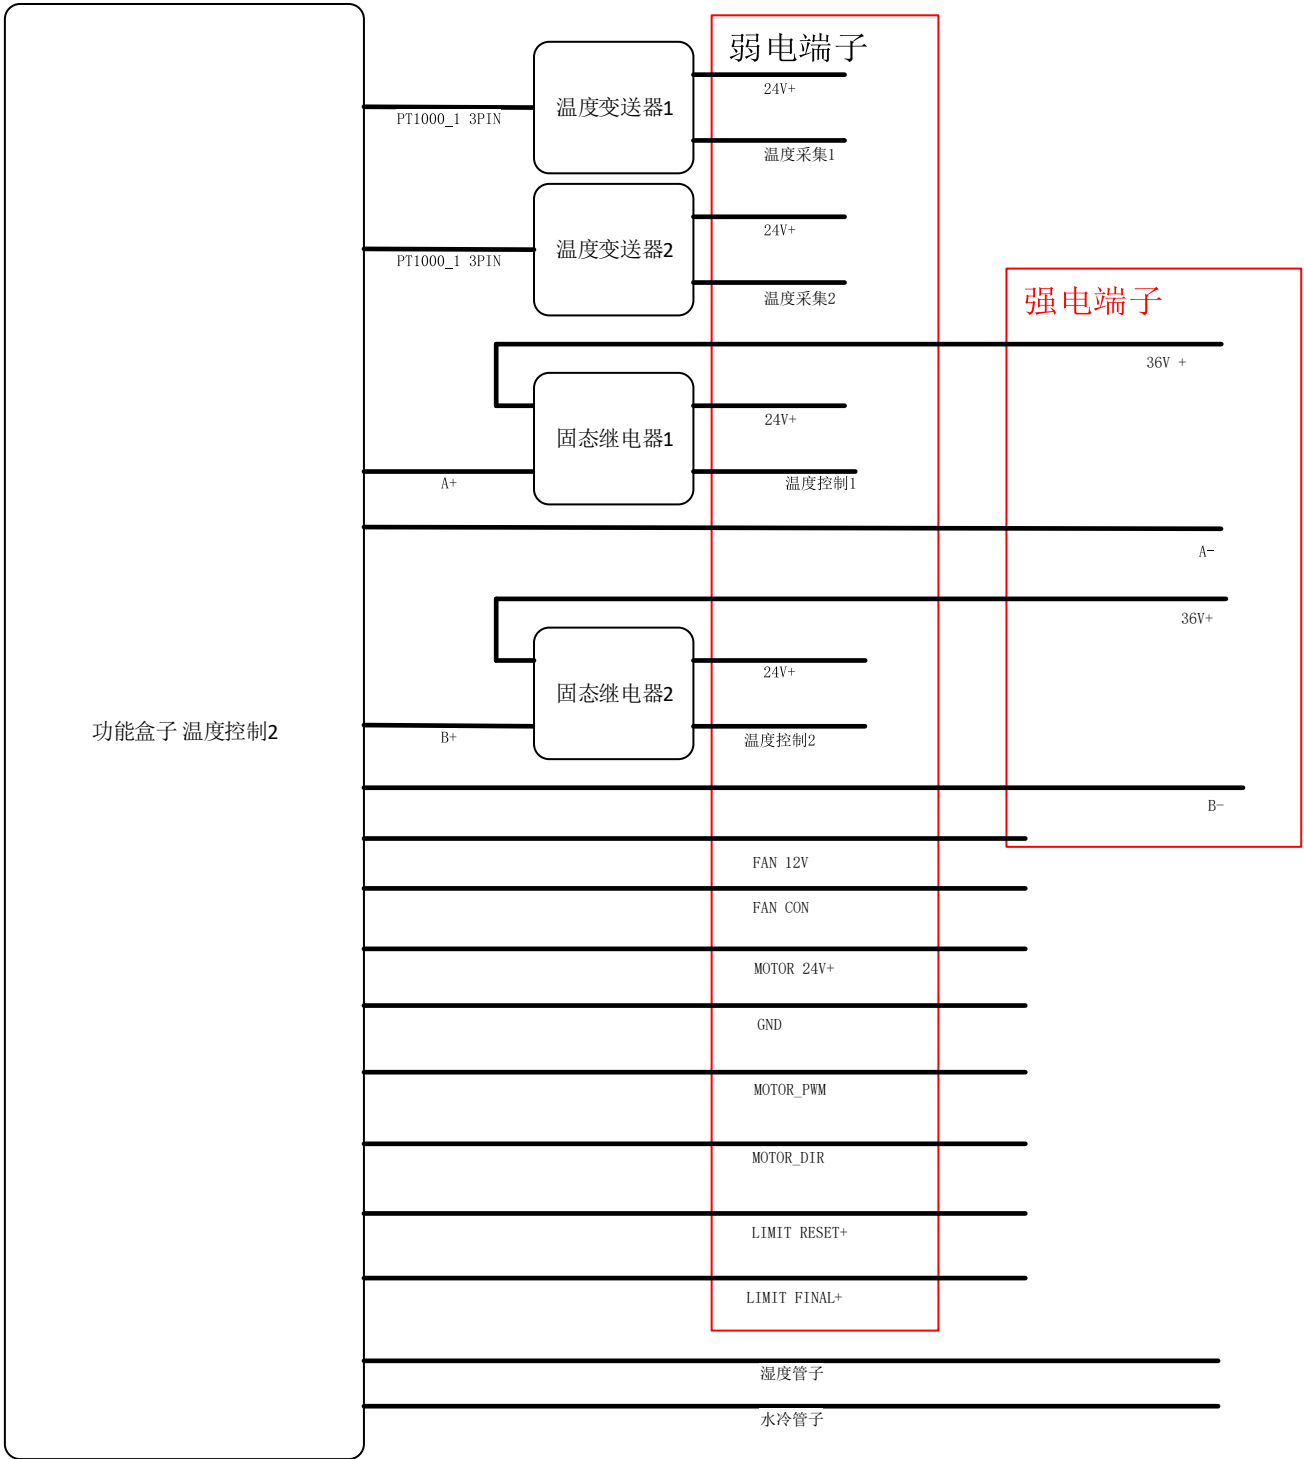 弱电端子
24V+
温度变送器1
PT1000_1 3PIN
温度采集1
24V+
温度变送器2
PT1000_1 3PIN
温度采集2
强电端子
36V +
24V+
固态继电器1
A+
温度控制1
A-
36V+
24V+
固态继电器2
功能盒子 温度控制2
B+
温度控制2
B-
FAN 12V
FAN CON
MOTOR 24V+
GND
MOTOR_PWM
MOTOR_DIR
LIMIT RESET+
LIMIT FINAL+
湿度管子
水冷管子